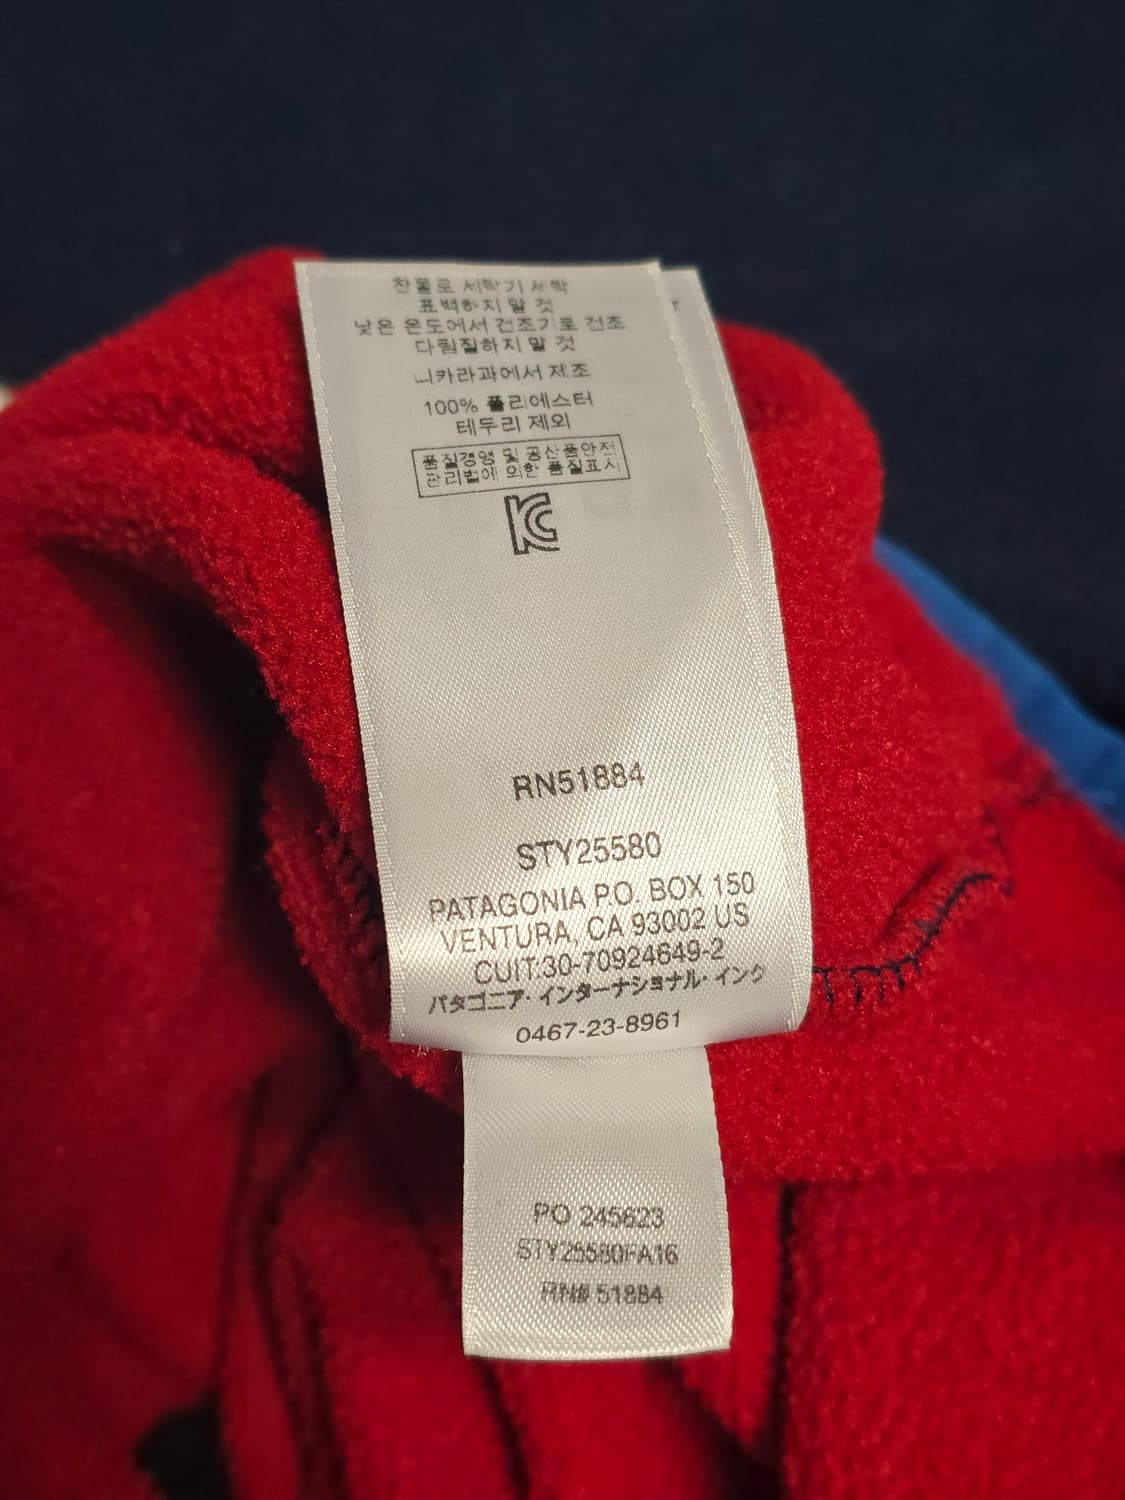 찬물로 세탁기 세탁
표백하지 말 것
낮은 온도에서 건조기로 건조
다림질하지 말 것
니카라과에서 제조
100% 폴리에스터
테두리 제외
품질경영 및 공산품안전
관리법에 의한 품질표시
KC
RN51884
STY25580
PATAGONIA P.O. BOX 150
VENTURA, CA 93002 US
CUIT:30-70924649-2
パタゴニア・インターナショナル・インク
0467-23-8961
PO 245623
STY25580FA16
RN# 51884